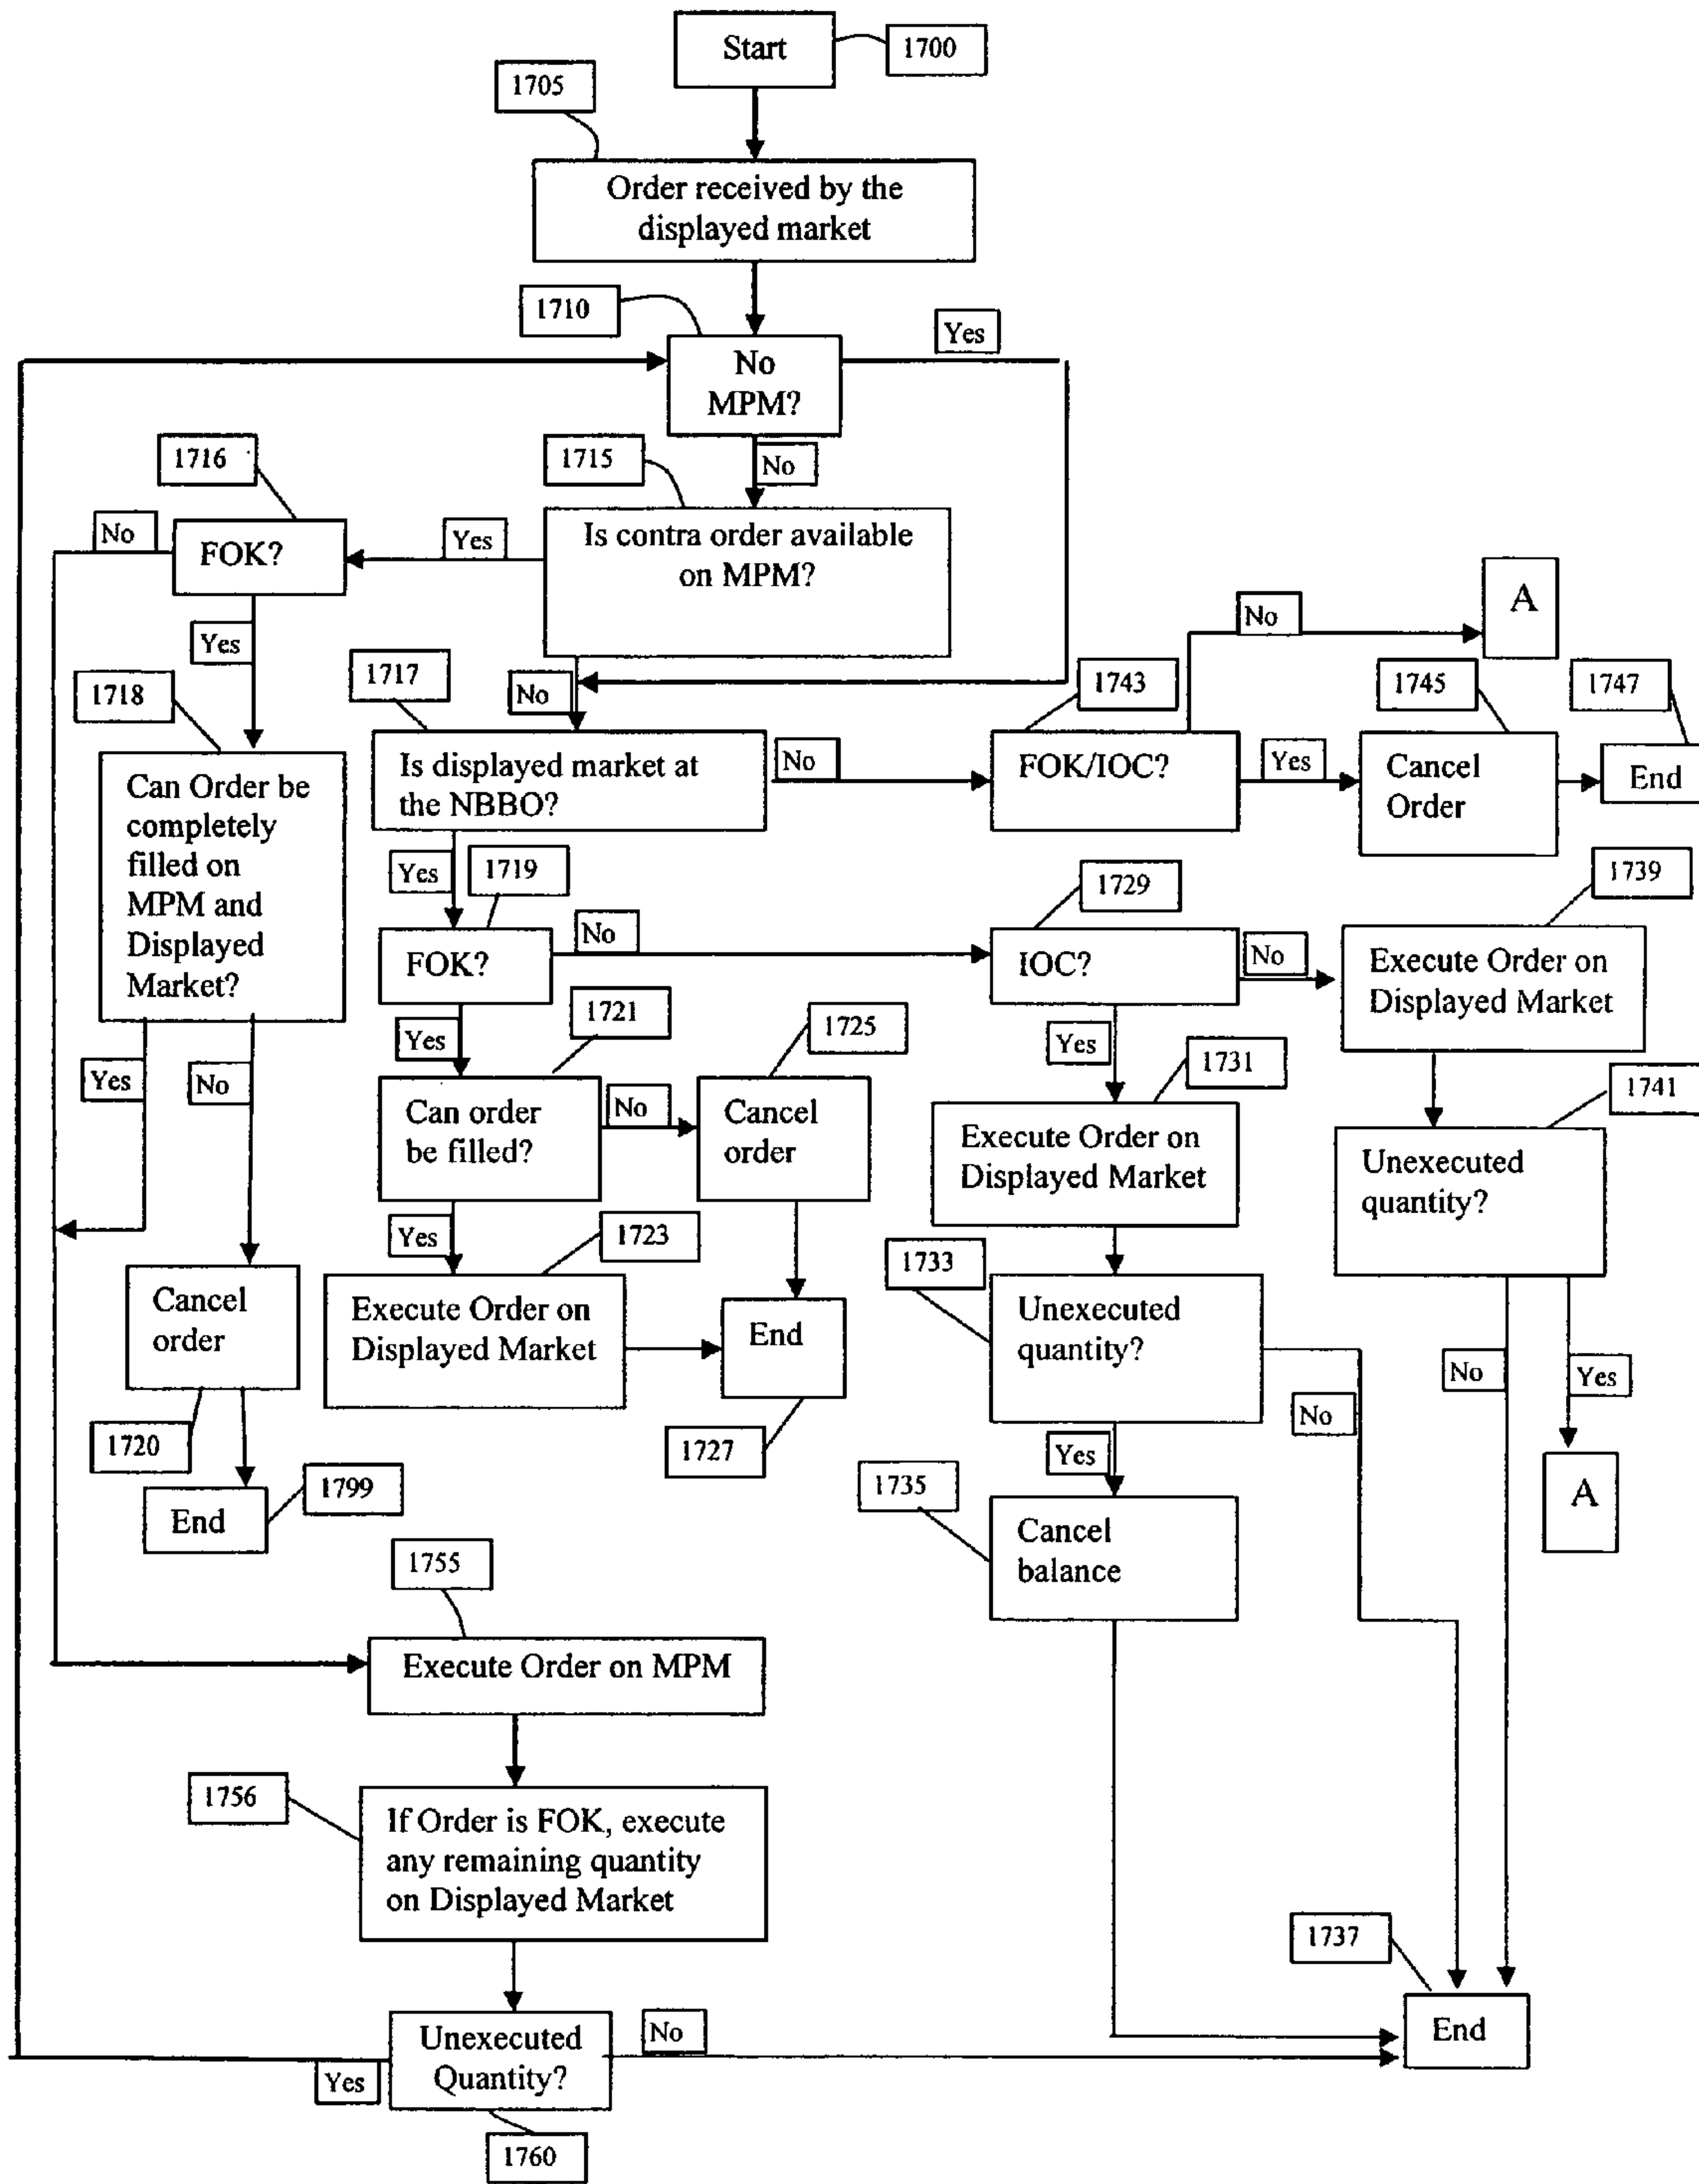 Start
1700
1705
Order received by the
displayed market
1710
Yes
No
MPM?
1716
1715
No
No
Yes
FOK?
Is contra order available
on MPM?
A
No
Yes
1718
1717
No
1743
1745
1747
Can Order be
completely
filled on
MPM and
Displayed
Market?
Is displayed market at
the NBBO?
No
FOK/IOC?
Yes
Cancel
Order
End
Yes
1719
1729
1739
FOK?
No
IOC?
No
Execute Order on
Displayed Market
Yes
No
Yes
1721
1725
Yes
1731
1741
Can order
be filled?
No
Cancel
order
Execute Order on
Displayed Market
Unexecuted
quantity?
Yes
1723
1733
Cancel
order
Execute Order on
Displayed Market
End
Unexecuted
quantity?
No
Yes
1720
1727
Yes
No
1799
End
1735
Cancel
balance
A
1755
Execute Order on MPM
1756
If Order is FOK, execute
any remaining quantity
on Displayed Market
1737
End
Unexecuted
Quantity?
No
Yes
1760